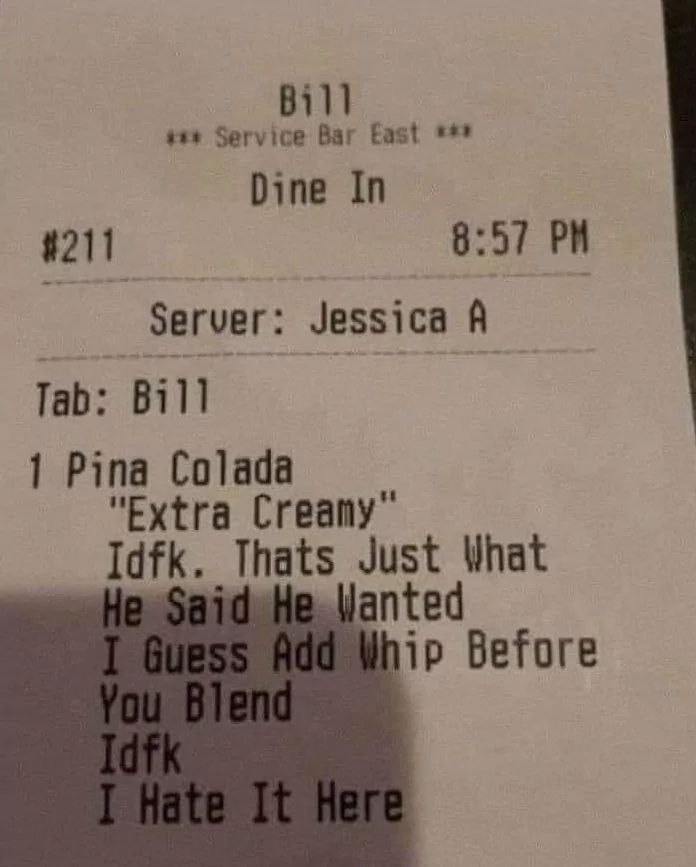 Bill
*** Service Bar East ***
Dine In
#211 8:57 PM
Server: Jessica A
Tab: Bill
1 Pina Colada
"Extra Creamy"
Idfk. Thats Just What
He Said He Wanted
I Guess Add Whip Before
You Blend
Idfk
I Hate It Here